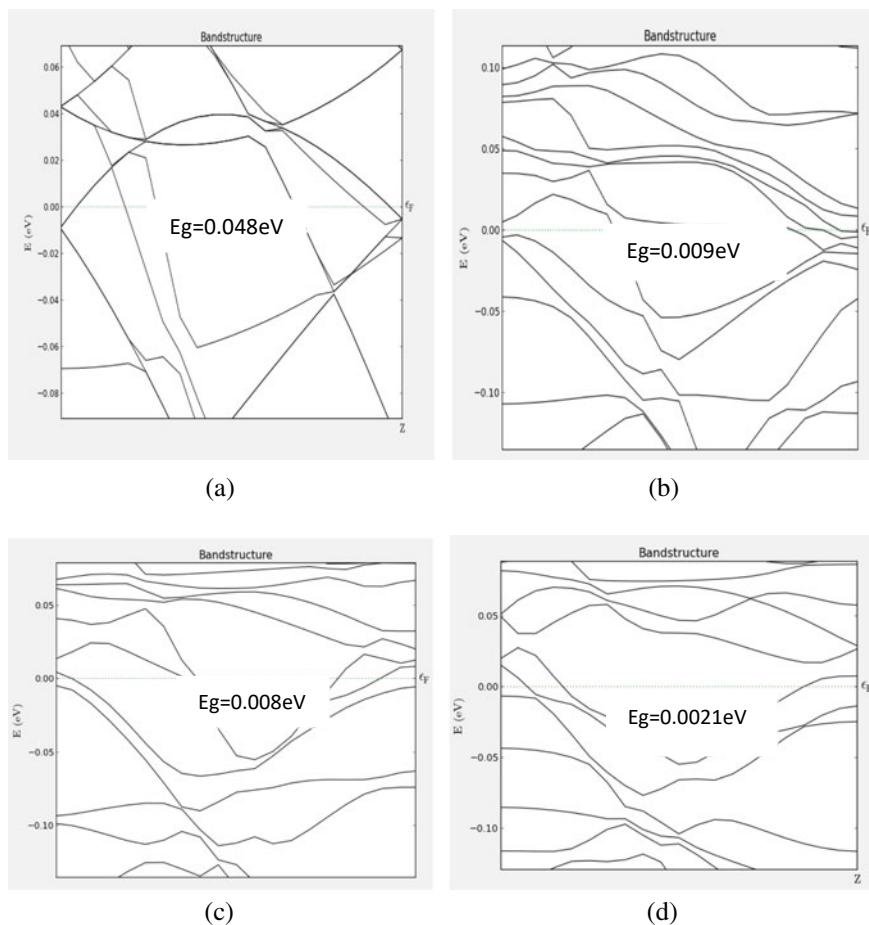 Bandstructure
0.06
0.04
0.02
0.00
−0.02
−0.04
−0.06
−0.08
E (eV)
Eg=0.048eV
ϵF
Z
(a)
Bandstructure
0.10
0.05
0.00
−0.05
−0.10
E (eV)
Eg=0.009eV
ϵF
(b)
Bandstructure
0.05
0.00
−0.05
−0.10
E (eV)
Eg=0.008eV
ϵF
(c)
Bandstructure
0.05
0.00
−0.05
−0.10
E (eV)
Eg=0.0021eV
ϵF
Z
(d)